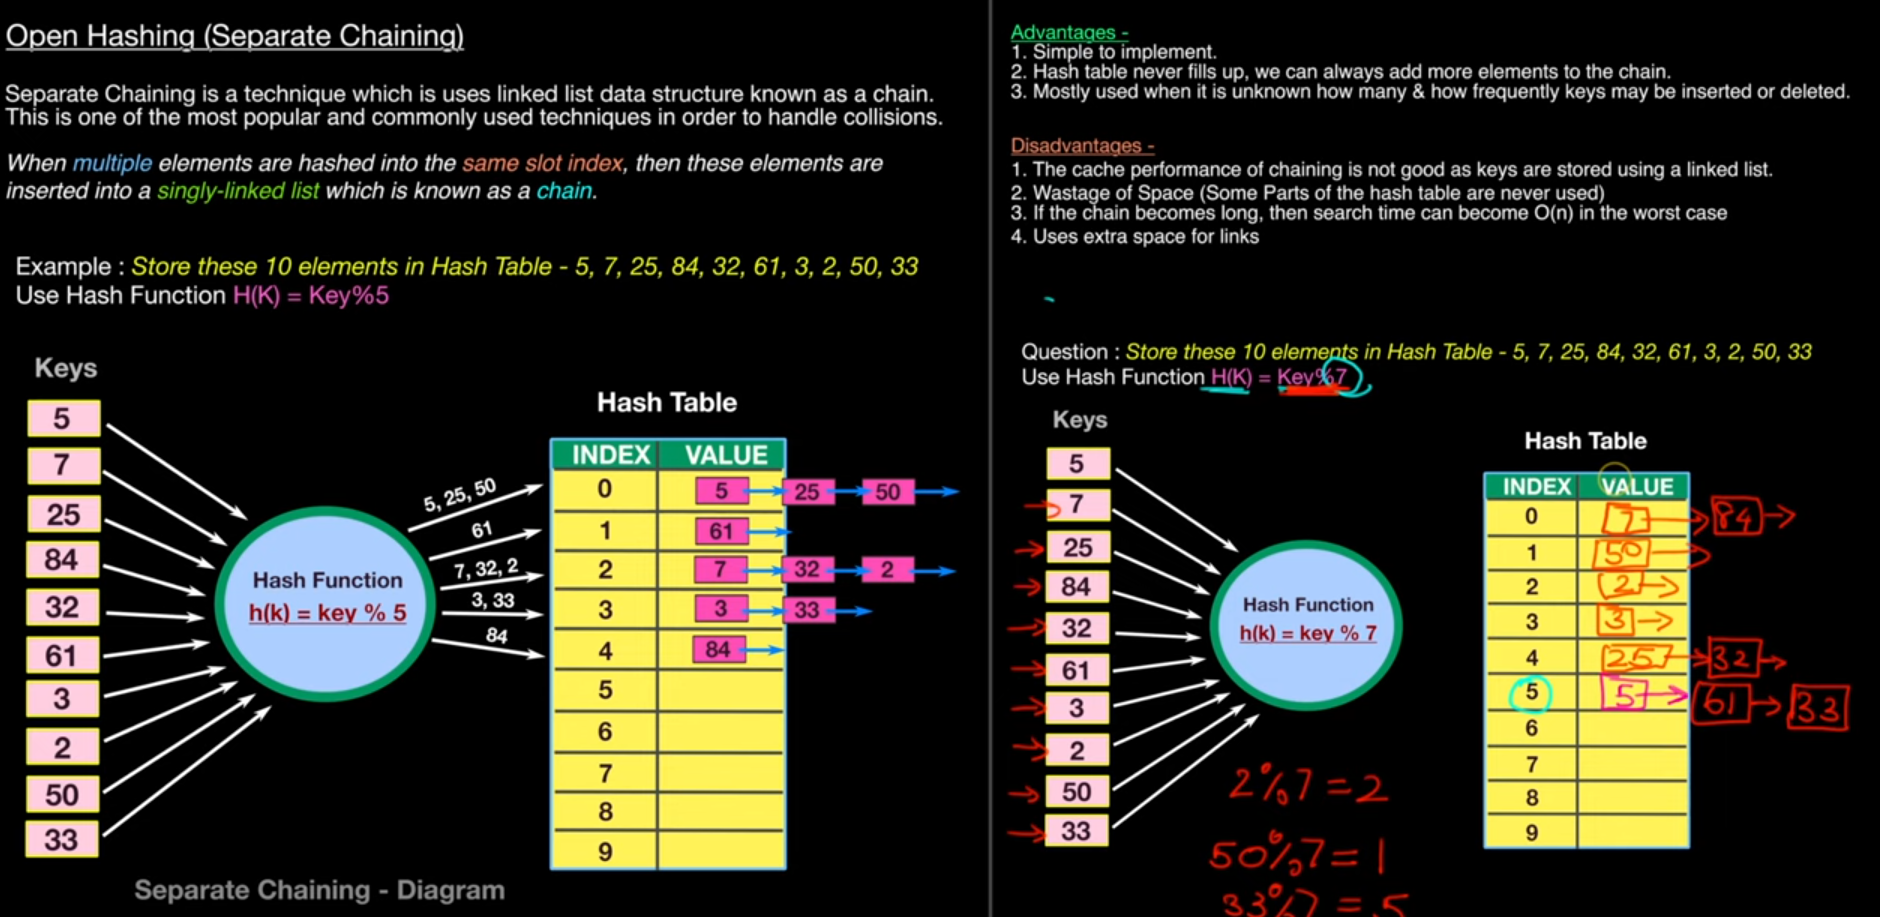 Open Hashing (Separate Chaining)
Separate Chaining is a technique which is uses linked list data structure known as a chain.
This is one of the most popular and commonly used techniques in order to handle collisions.
When multiple elements are hashed into the same slot index, then these elements are
inserted into a singly-linked list which is known as a chain.
Example : Store these 10 elements in Hash Table - 5, 7, 25, 84, 32, 61, 3, 2, 50, 33
Use Hash Function H(K) = Key%5
Keys
5
7
25
84
32
61
3
2
50
33
Hash Function
h(k) = key % 5
5, 25, 50
61
7, 32, 2
3, 33
84
Hash Table
INDEX VALUE
0 5 25 50
1 61
2 7 32 2
3 3 33
4 84
5
6
7
8
9
Separate Chaining - Diagram
Advantages -
1. Simple to implement.
2. Hash table never fills up, we can always add more elements to the chain.
3. Mostly used when it is unknown how many & how frequently keys may be inserted or deleted.
Disadvantages -
1. The cache performance of chaining is not good as keys are stored using a linked list.
2. Wastage of Space (Some Parts of the hash table are never used)
3. If the chain becomes long, then search time can become O(n) in the worst case
4. Uses extra space for links
Question : Store these 10 elements in Hash Table - 5, 7, 25, 84, 32, 61, 3, 2, 50, 33
Use Hash Function H(K) = Key%7
Keys
5
7
25
84
32
61
3
2
50
33
Hash Function
h(k) = key % 7
2%7 = 2
50%7 = 1
33%7 = 5
Hash Table
INDEX VALUE
0 7 84
1 50
2 2
3 3
4 25 32
5 5 61 33
6
7
8
9